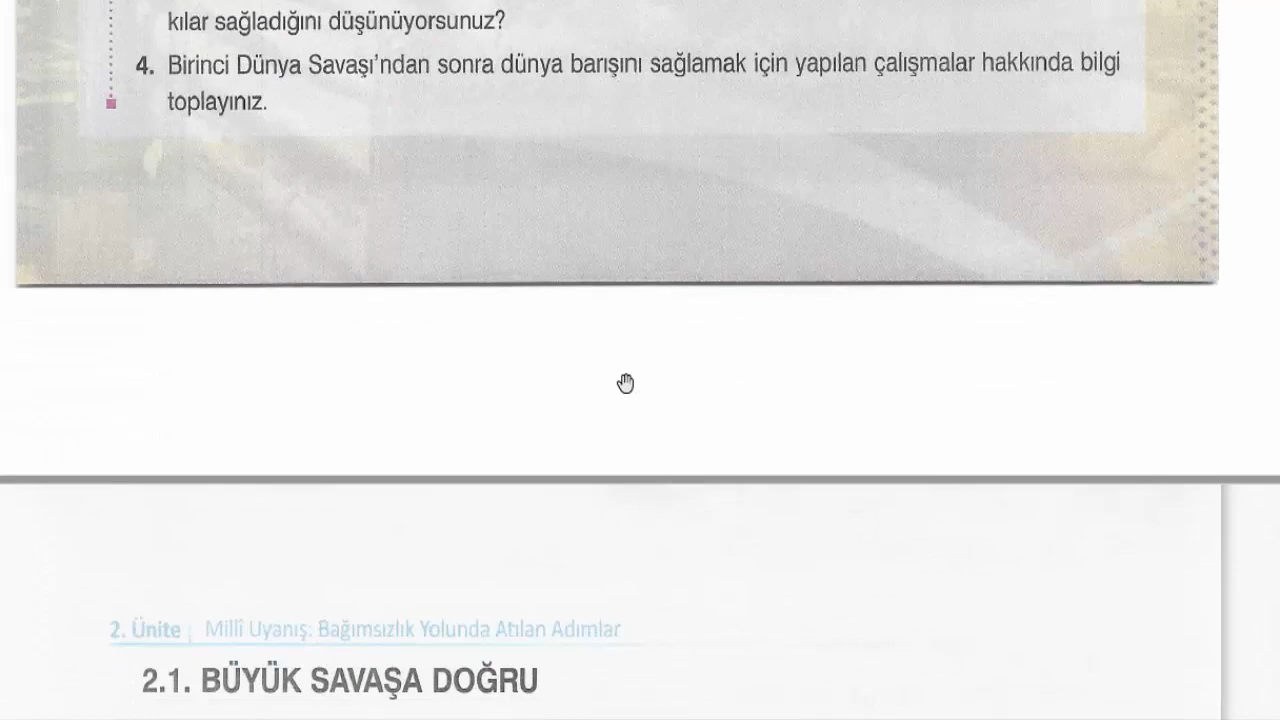 kılar sağladığını düşünüyorsunuz?
4. Birinci Dünya Savaşı'ndan sonra dünya barışını sağlamak için yapılan çalışmalar hakkında bilgi
toplayınız.
2. Ünite | Millî Uyanış: Bağımsızlık Yolunda Atılan Adımlar
2.1. BÜYÜK SAVAŞA DOĞRU